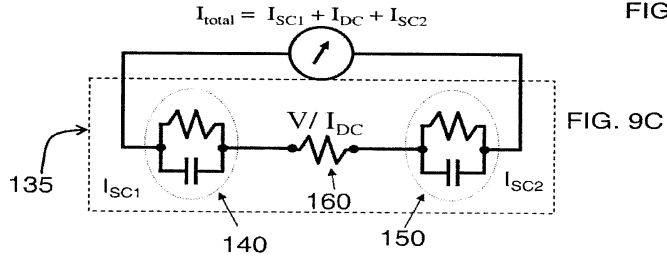 I_total = I_SC1 + I_DC + I_SC2
FIG
V/ I_DC
FIG. 9C
135
I_SC1
160
I_SC2
140
150